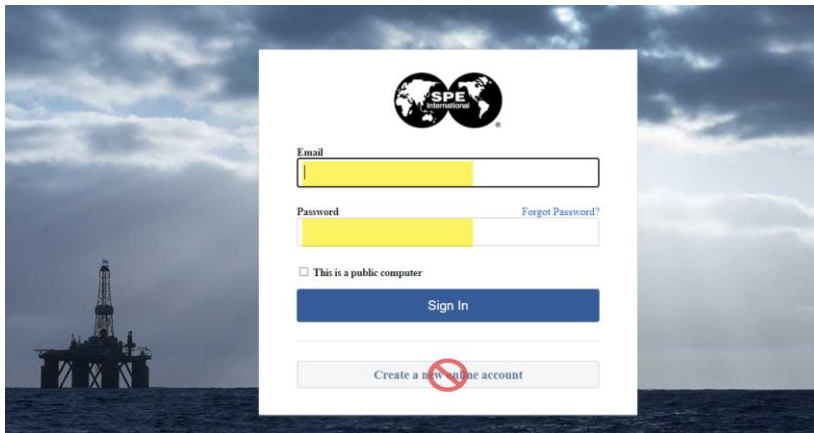 SPE
International
®
Email
Password Forgot Password?
This is a public computer
Sign In
Create a new online account